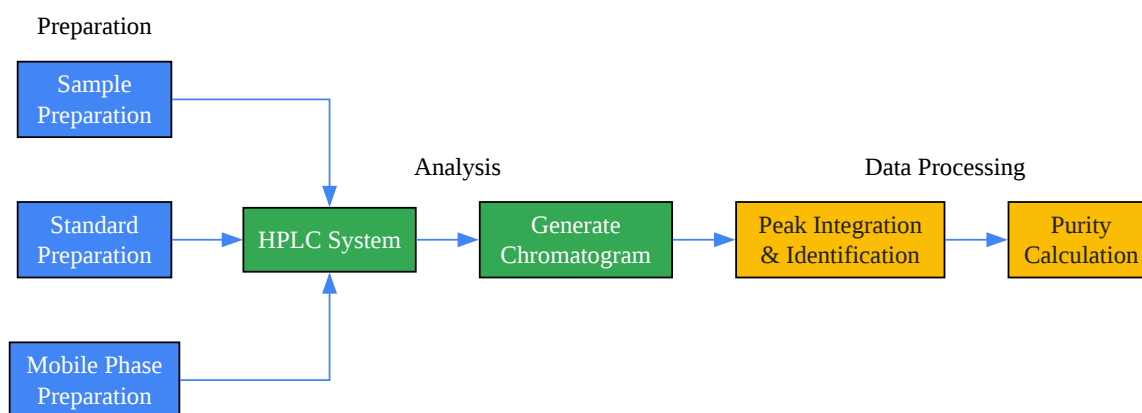 Preparation
Sample
Preparation
Analysis
Data Processing
Standard
Preparation
HPLC System
Generate
Chromatogram
Peak Integration
& Identification
Purity
Calculation
Mobile Phase
Preparation